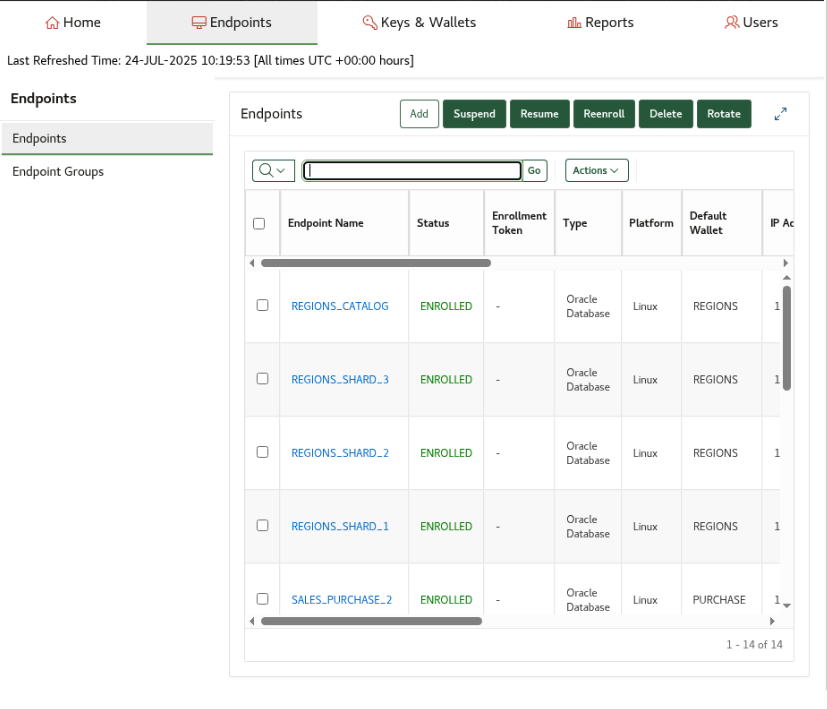 Home Endpoints Keys & Wallets Reports Users
Last Refreshed Time: 24-JUL-2025 10:19:53 [All times UTC +00:00 hours]
Endpoints
Endpoints
Endpoint Groups
Endpoints Add Suspend Resume Reenroll Delete Rotate
Go Actions
Endpoint Name Status Enrollment Token Type Platform Default Wallet IP Ac
REGIONS_CATALOG ENROLLED - Oracle Database Linux REGIONS 1
REGIONS_SHARD_3 ENROLLED - Oracle Database Linux REGIONS 1
REGIONS_SHARD_2 ENROLLED - Oracle Database Linux REGIONS 1
REGIONS_SHARD_1 ENROLLED - Oracle Database Linux REGIONS 1
SALES_PURCHASE_2 ENROLLED - Oracle Database Linux PURCHASE 1
1 - 14 of 14